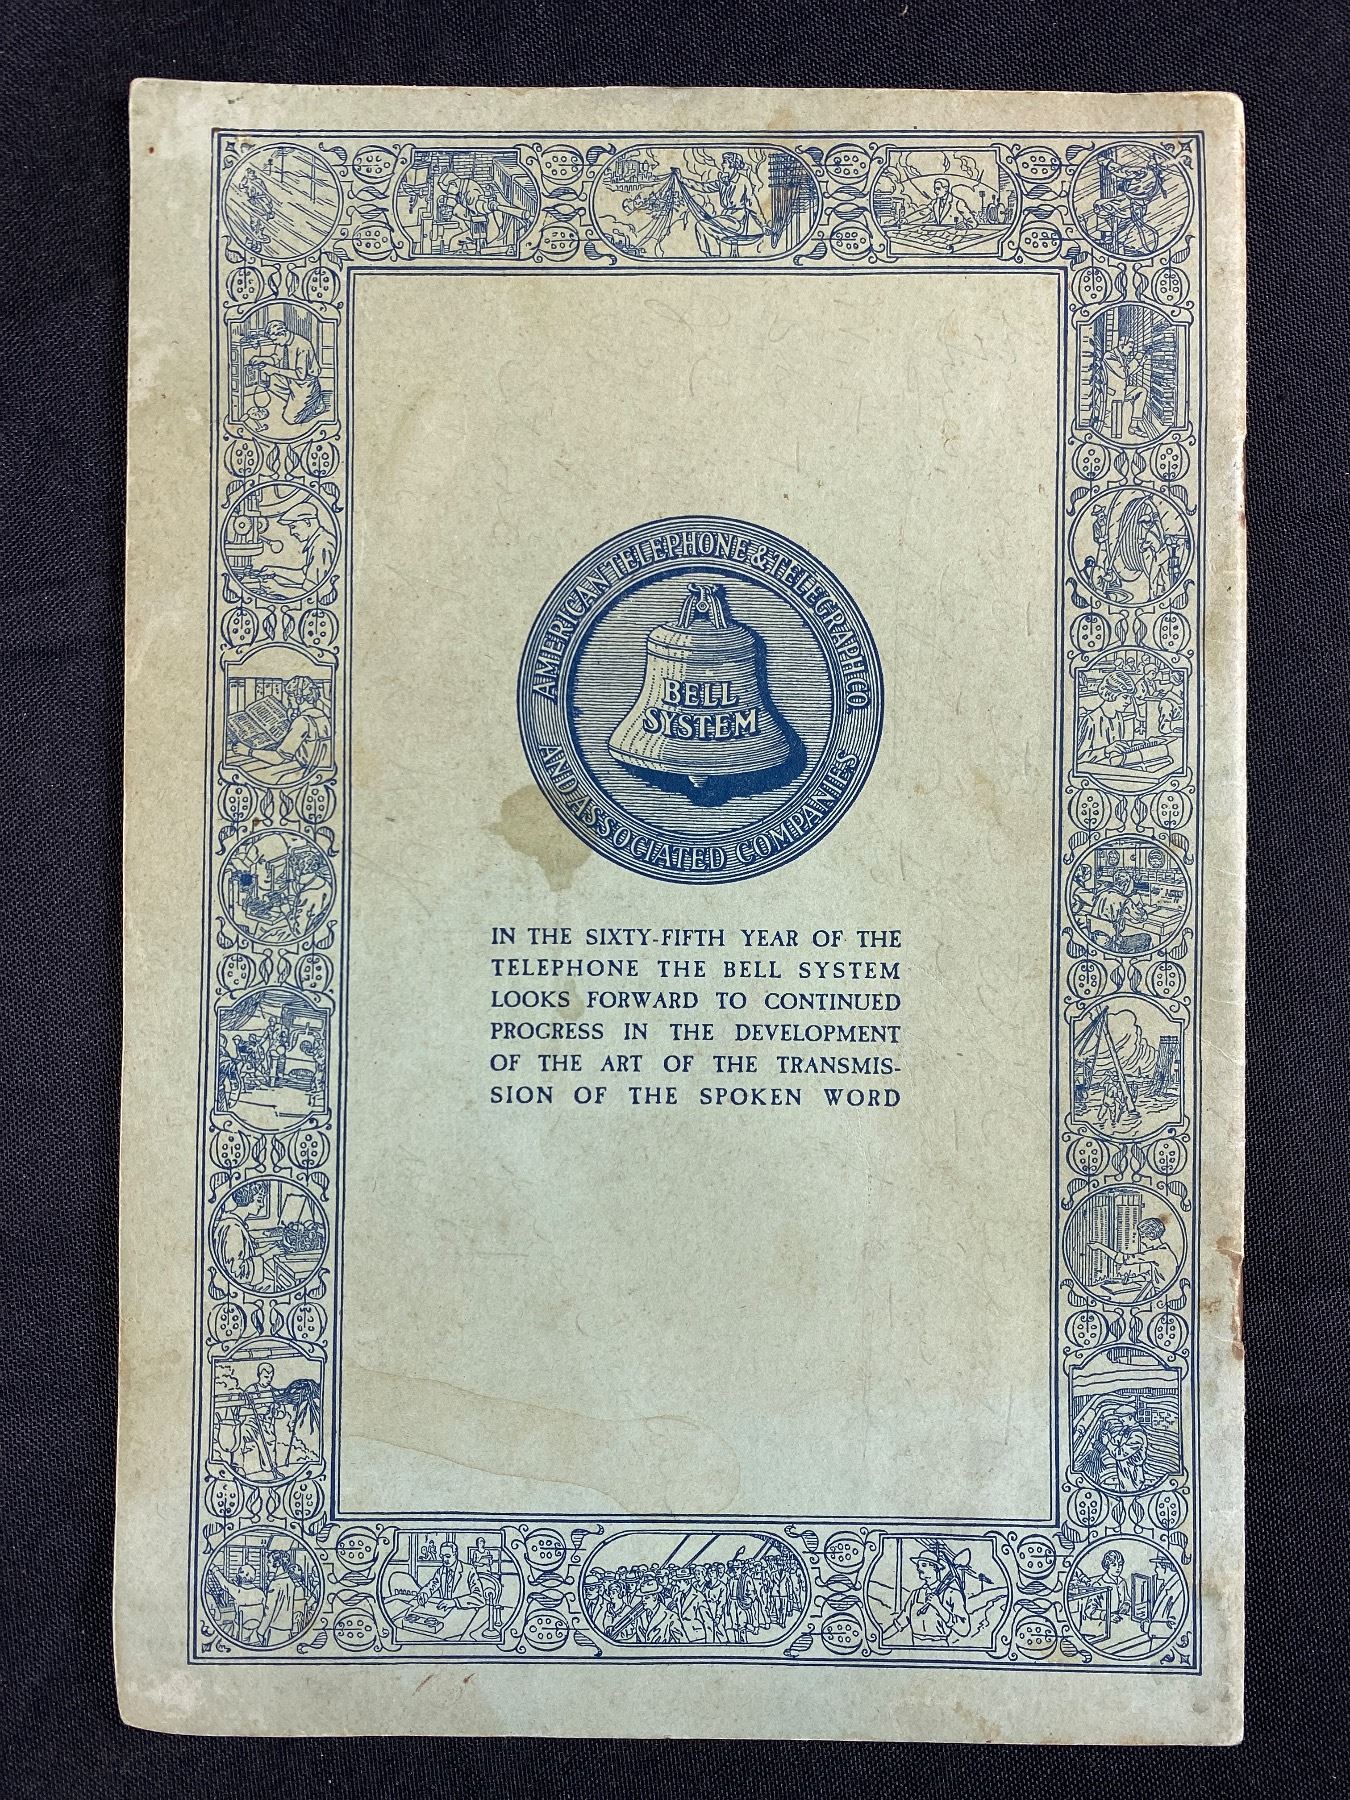 AMERICAN TELEPHONE & TELEGRAPH CO
BELL
SYSTEM
AND ASSOCIATED COMPANIES
IN THE SIXTY-FIFTH YEAR OF THE
TELEPHONE THE BELL SYSTEM
LOOKS FORWARD TO CONTINUED
PROGRESS IN THE DEVELOPMENT
OF THE ART OF THE TRANSMIS-
SION OF THE SPOKEN WORD